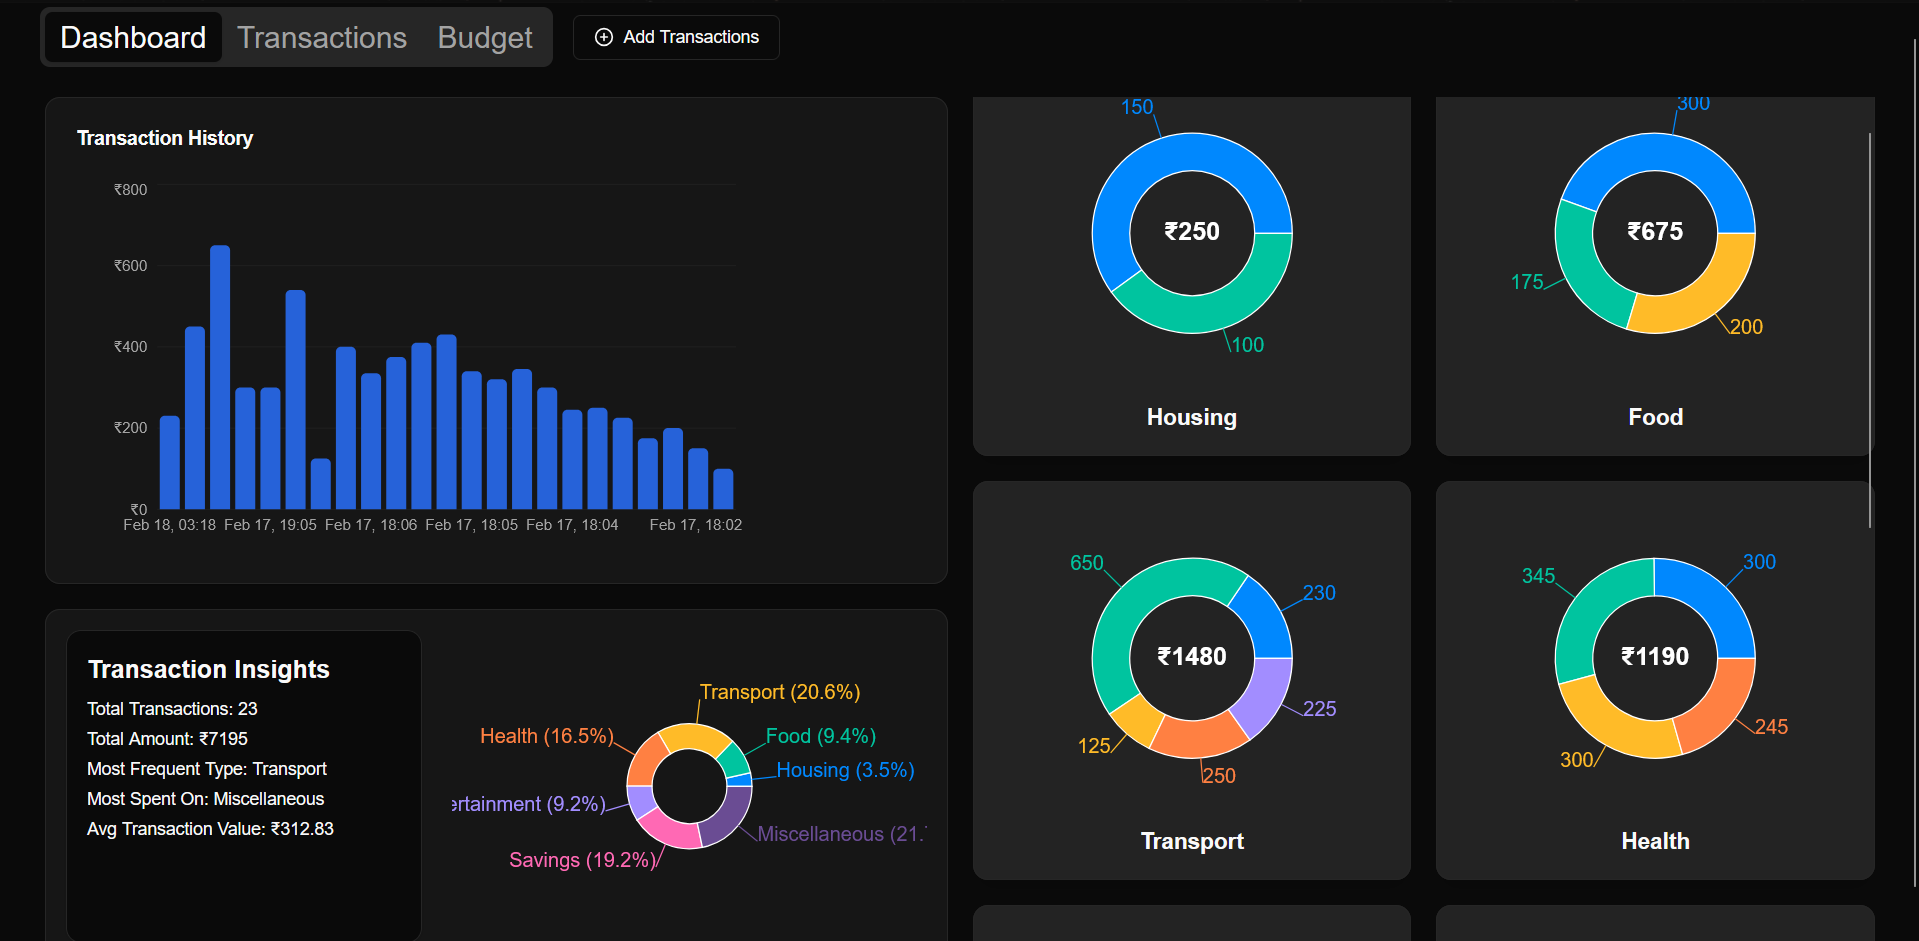 Dashboard Transactions Budget Add Transactions
Transaction History
₹800
₹600
₹400
₹200
₹0
Feb 18, 03:18 Feb 17, 19:05 Feb 17, 18:06 Feb 17, 18:05 Feb 17, 18:04 Feb 17, 18:02
Transaction Insights
Total Transactions: 23
Total Amount: ₹7195
Most Frequent Type: Transport
Most Spent On: Miscellaneous
Avg Transaction Value: ₹312.83
Transport (20.6%)
Health (16.5%)
Food (9.4%)
Housing (3.5%)
ertainment (9.2%)
Miscellaneous (21.
Savings (19.2%)
150
₹250
100
Housing
300
₹675
175
200
Food
650
230
₹1480
225
125
250
Transport
300
345
₹1190
245
300
Health